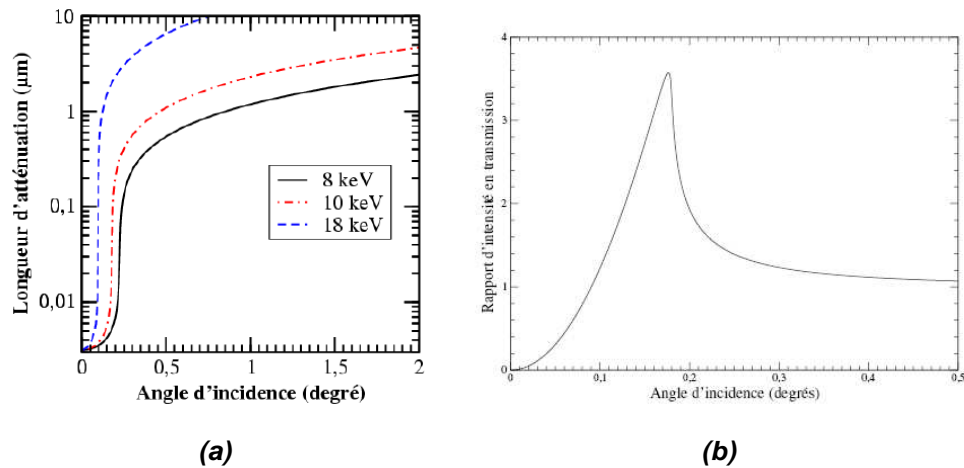 10
1
0,1
0,01
Longueur d'atténuation (µm)
8 keV
10 keV
18 keV
0
0,5
1
1,5
2
Angle d'incidence (degré)
(a)
4
3
2
1
0
Rapport d'intensité en transmission
0
0,1
0,2
0,3
0,4
0,5
Angle d'incidence (degrés)
(b)